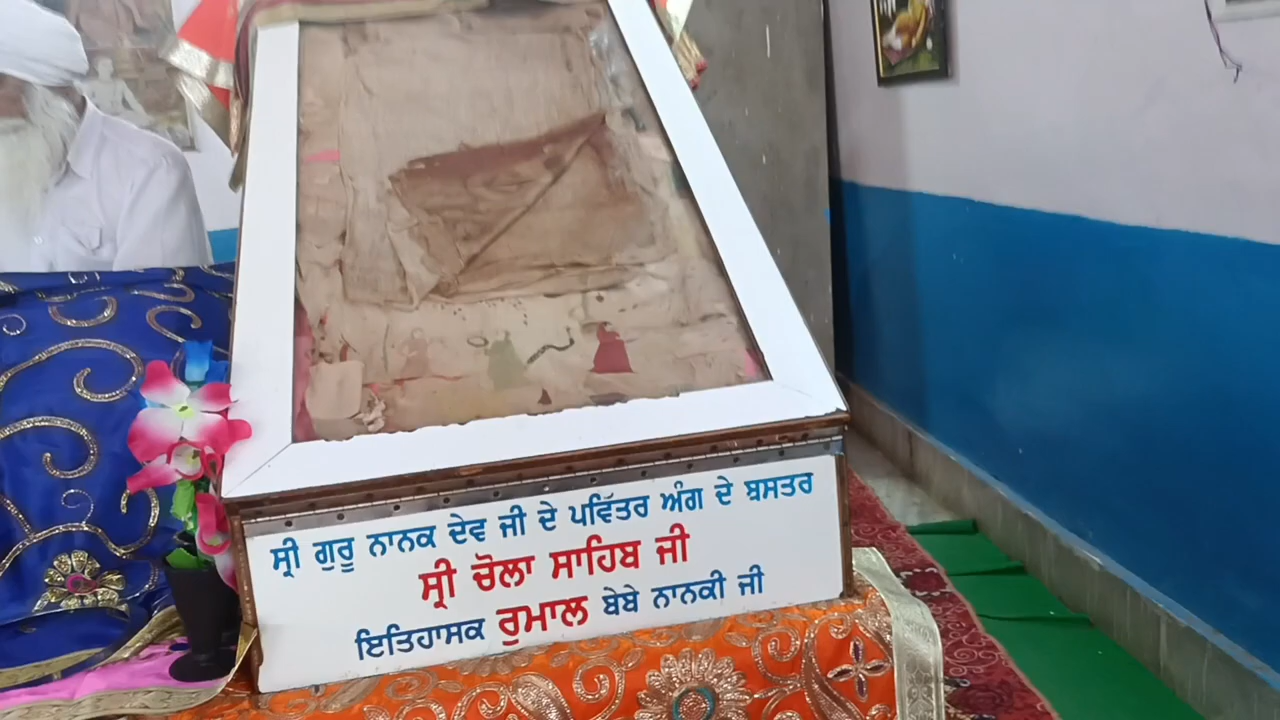 ਸ੍ਰੀ ਗੁਰੂ ਨਾਨਕ ਦੇਵ ਜੀ ਦੇ ਪਵਿੱਤਰ ਅੰਗ ਦੇ ਬਸਤਰ
ਸ੍ਰੀ ਚੋਲਾ ਸਾਹਿਬ ਜੀ
ਇਤਿਹਾਸਕ ਰੁਮਾਲ ਬੇਬੇ ਨਾਨਕੀ ਜੀ